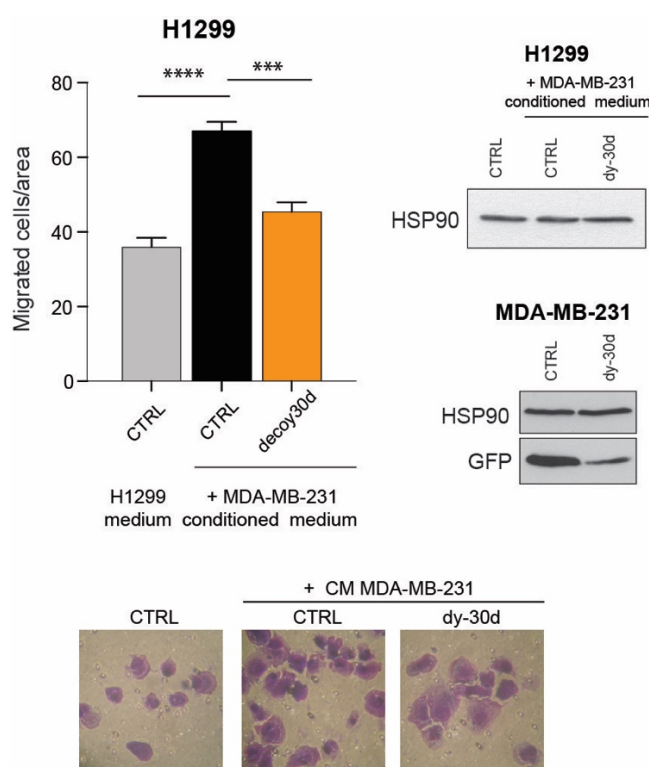 H1299
****
***
80
60
40
20
0
Migrated cells/area
CTRL
CTRL
decoy30d
H1299
medium
+ MDA-MB-231
conditioned medium
H1299
+ MDA-MB-231
conditioned medium
CTRL
CTRL
dy-30d
HSP90
MDA-MB-231
CTRL
dy-30d
HSP90
GFP
+ CM MDA-MB-231
CTRL
CTRL
dy-30d